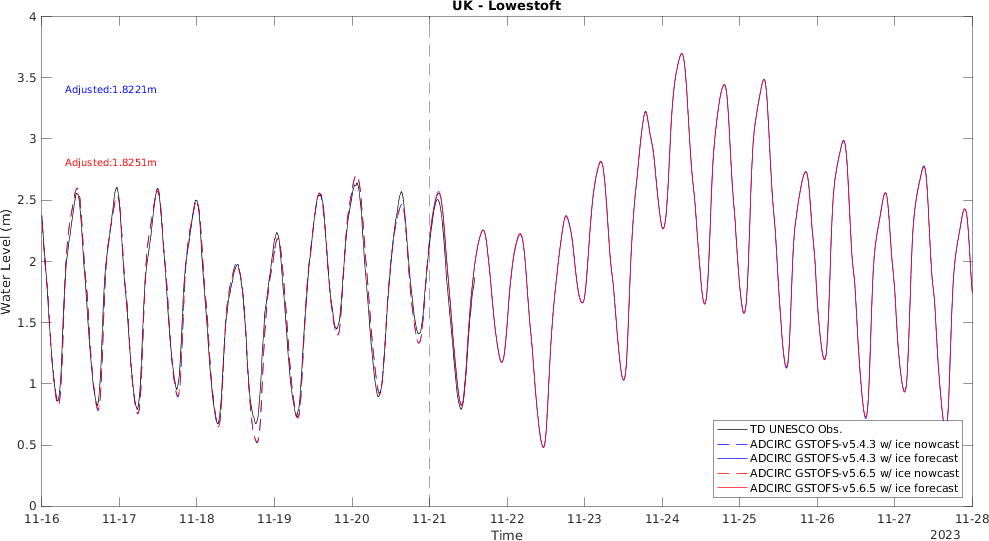 UK - Lowestoft
4
3.5
3
2.5
2
1.5
1
0.5
0
Water Level (m)
Adjusted:1.8221m
Adjusted:1.8251m
TD UNESCO Obs.
ADCIRC GSTOFS-v5.4.3 w/ ice nowcast
ADCIRC GSTOFS-v5.4.3 w/ ice forecast
ADCIRC GSTOFS-v5.6.5 w/ ice nowcast
ADCIRC GSTOFS-v5.6.5 w/ ice forecast
11-16 11-17 11-18 11-19 11-20 11-21 11-22 11-23 11-24 11-25 11-26 11-27 11-28
Time
2023